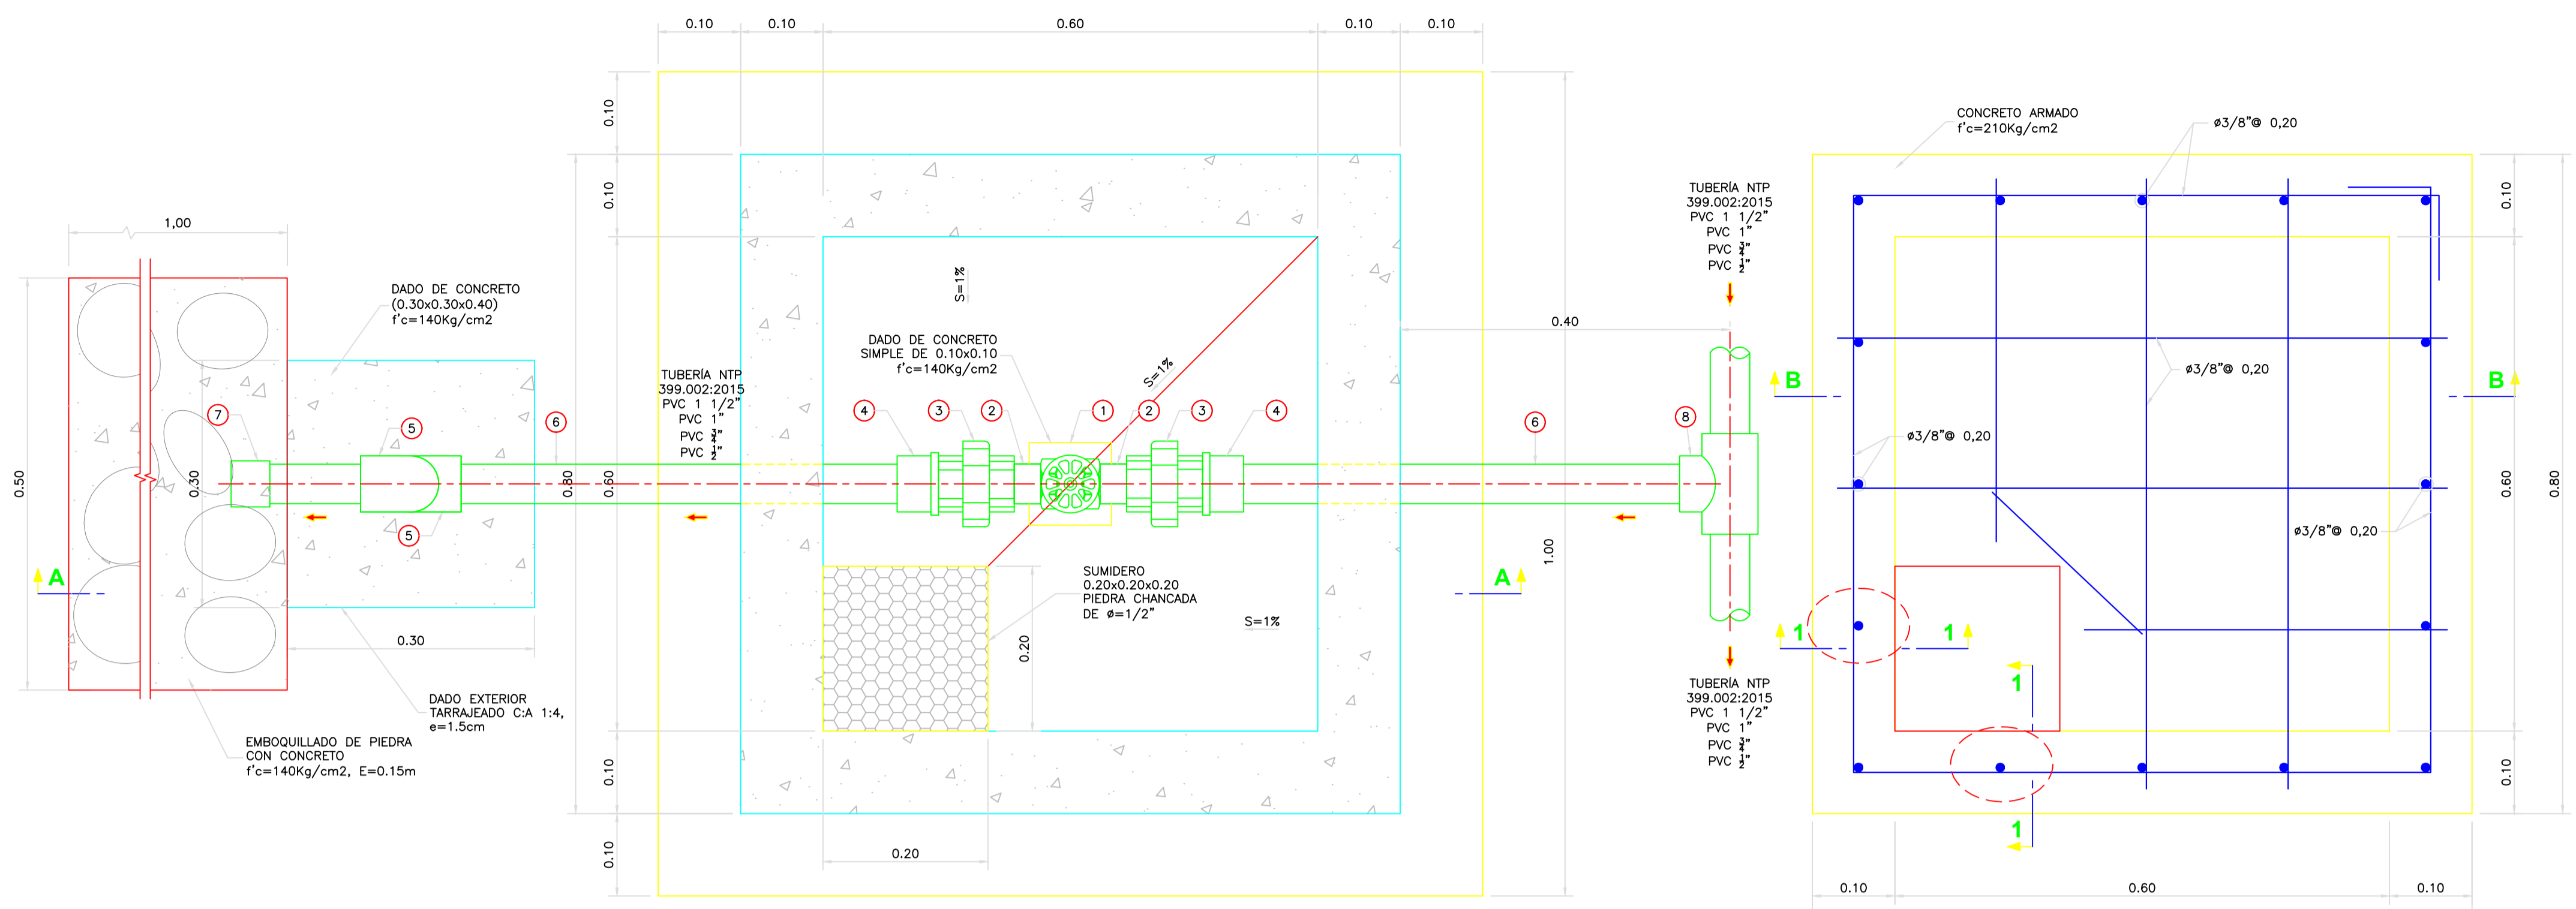 0.10
0.10
0.60
0.10
0.10
0.10
0.10
0.80
0.60
0.10
0.10
1.00
1,00
0.50
DADO DE CONCRETO
(0.30x0.30x0.40)
f'c=140Kg/cm2
0.30
7
5
6
5
A
0.30
DADO EXTERIOR
TARRAJEADO C:A 1:4,
e=1.5cm
EMBOQUILLADO DE PIEDRA
CON CONCRETO
f'c=140Kg/cm2, E=0.15m
TUBERÍA NTP
399.002:2015
PVC 1 1/2"
PVC 1"
PVC 3/4"
PVC 1/2"
S=1%
DADO DE CONCRETO
SIMPLE DE 0.10x0.10
f'c=140Kg/cm2
S=1%
4
3
2
1
2
3
4
SUMIDERO
0.20x0.20x0.20
PIEDRA CHANCADA
DE ø=1/2"
S=1%
0.20
0.20
0.40
6
8
A
TUBERÍA NTP
399.002:2015
PVC 1 1/2"
PVC 1"
PVC 3/4"
PVC 1/2"
TUBERÍA NTP
399.002:2015
PVC 1 1/2"
PVC 1"
PVC 3/4"
PVC 1/2"
CONCRETO ARMADO
f'c=210Kg/cm2
ø3/8"@ 0,20
ø3/8"@ 0,20
ø3/8"@ 0,20
ø3/8"@ 0,20
B
B
1
1
1
1
0.10
0.60
0.80
0.10
0.10
0.60
0.10